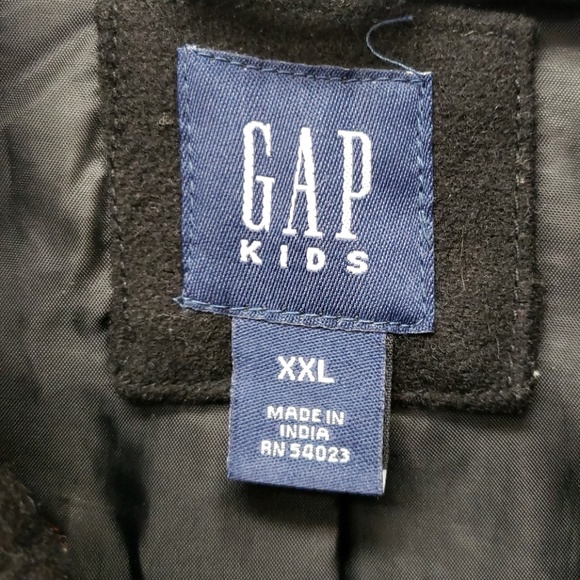 GAP
KIDS
XXL
MADE IN
INDIA
RN 54023